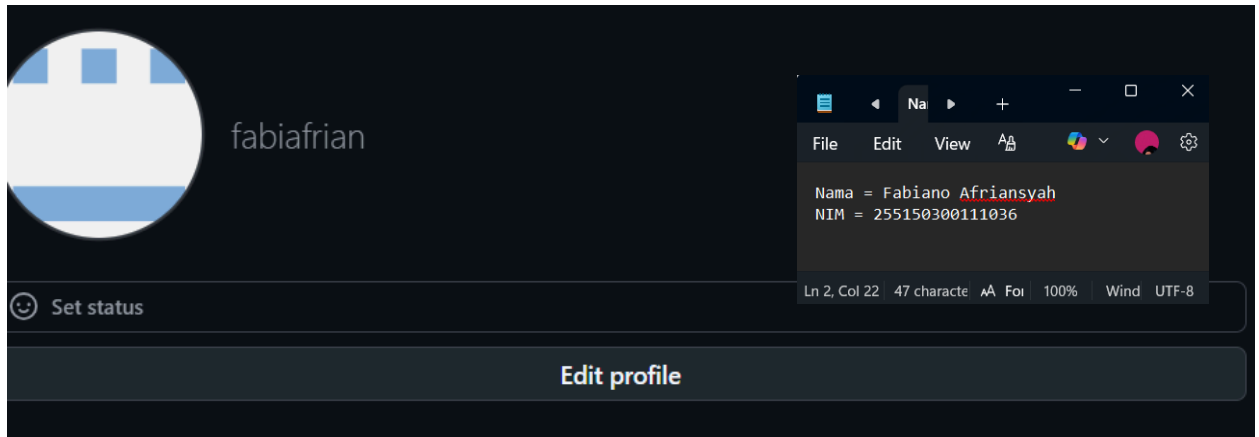 fabiafrian
Set status
Edit profile
File Edit View
Nama = Fabiano Afriansyah
NIM = 255150300111036
Ln 2, Col 22 47 characte For 100% Wind UTF-8